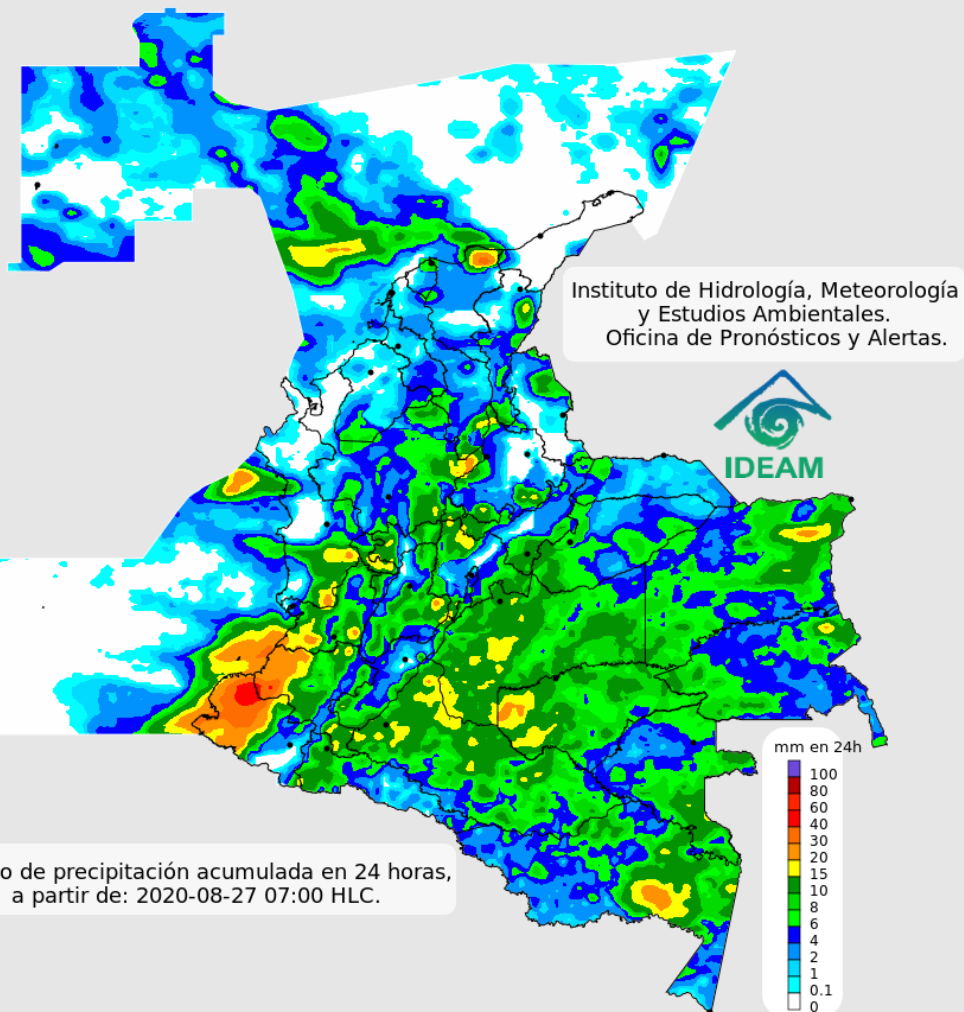 Instituto de Hidrología, Meteorología
y Estudios Ambientales.
Oficina de Pronósticos y Alertas.
IDEAM
mm en 24h
100
80
60
40
30
20
15
10
8
6
4
2
1
0.1
0
o de precipitación acumulada en 24 horas,
a partir de: 2020-08-27 07:00 HLC.